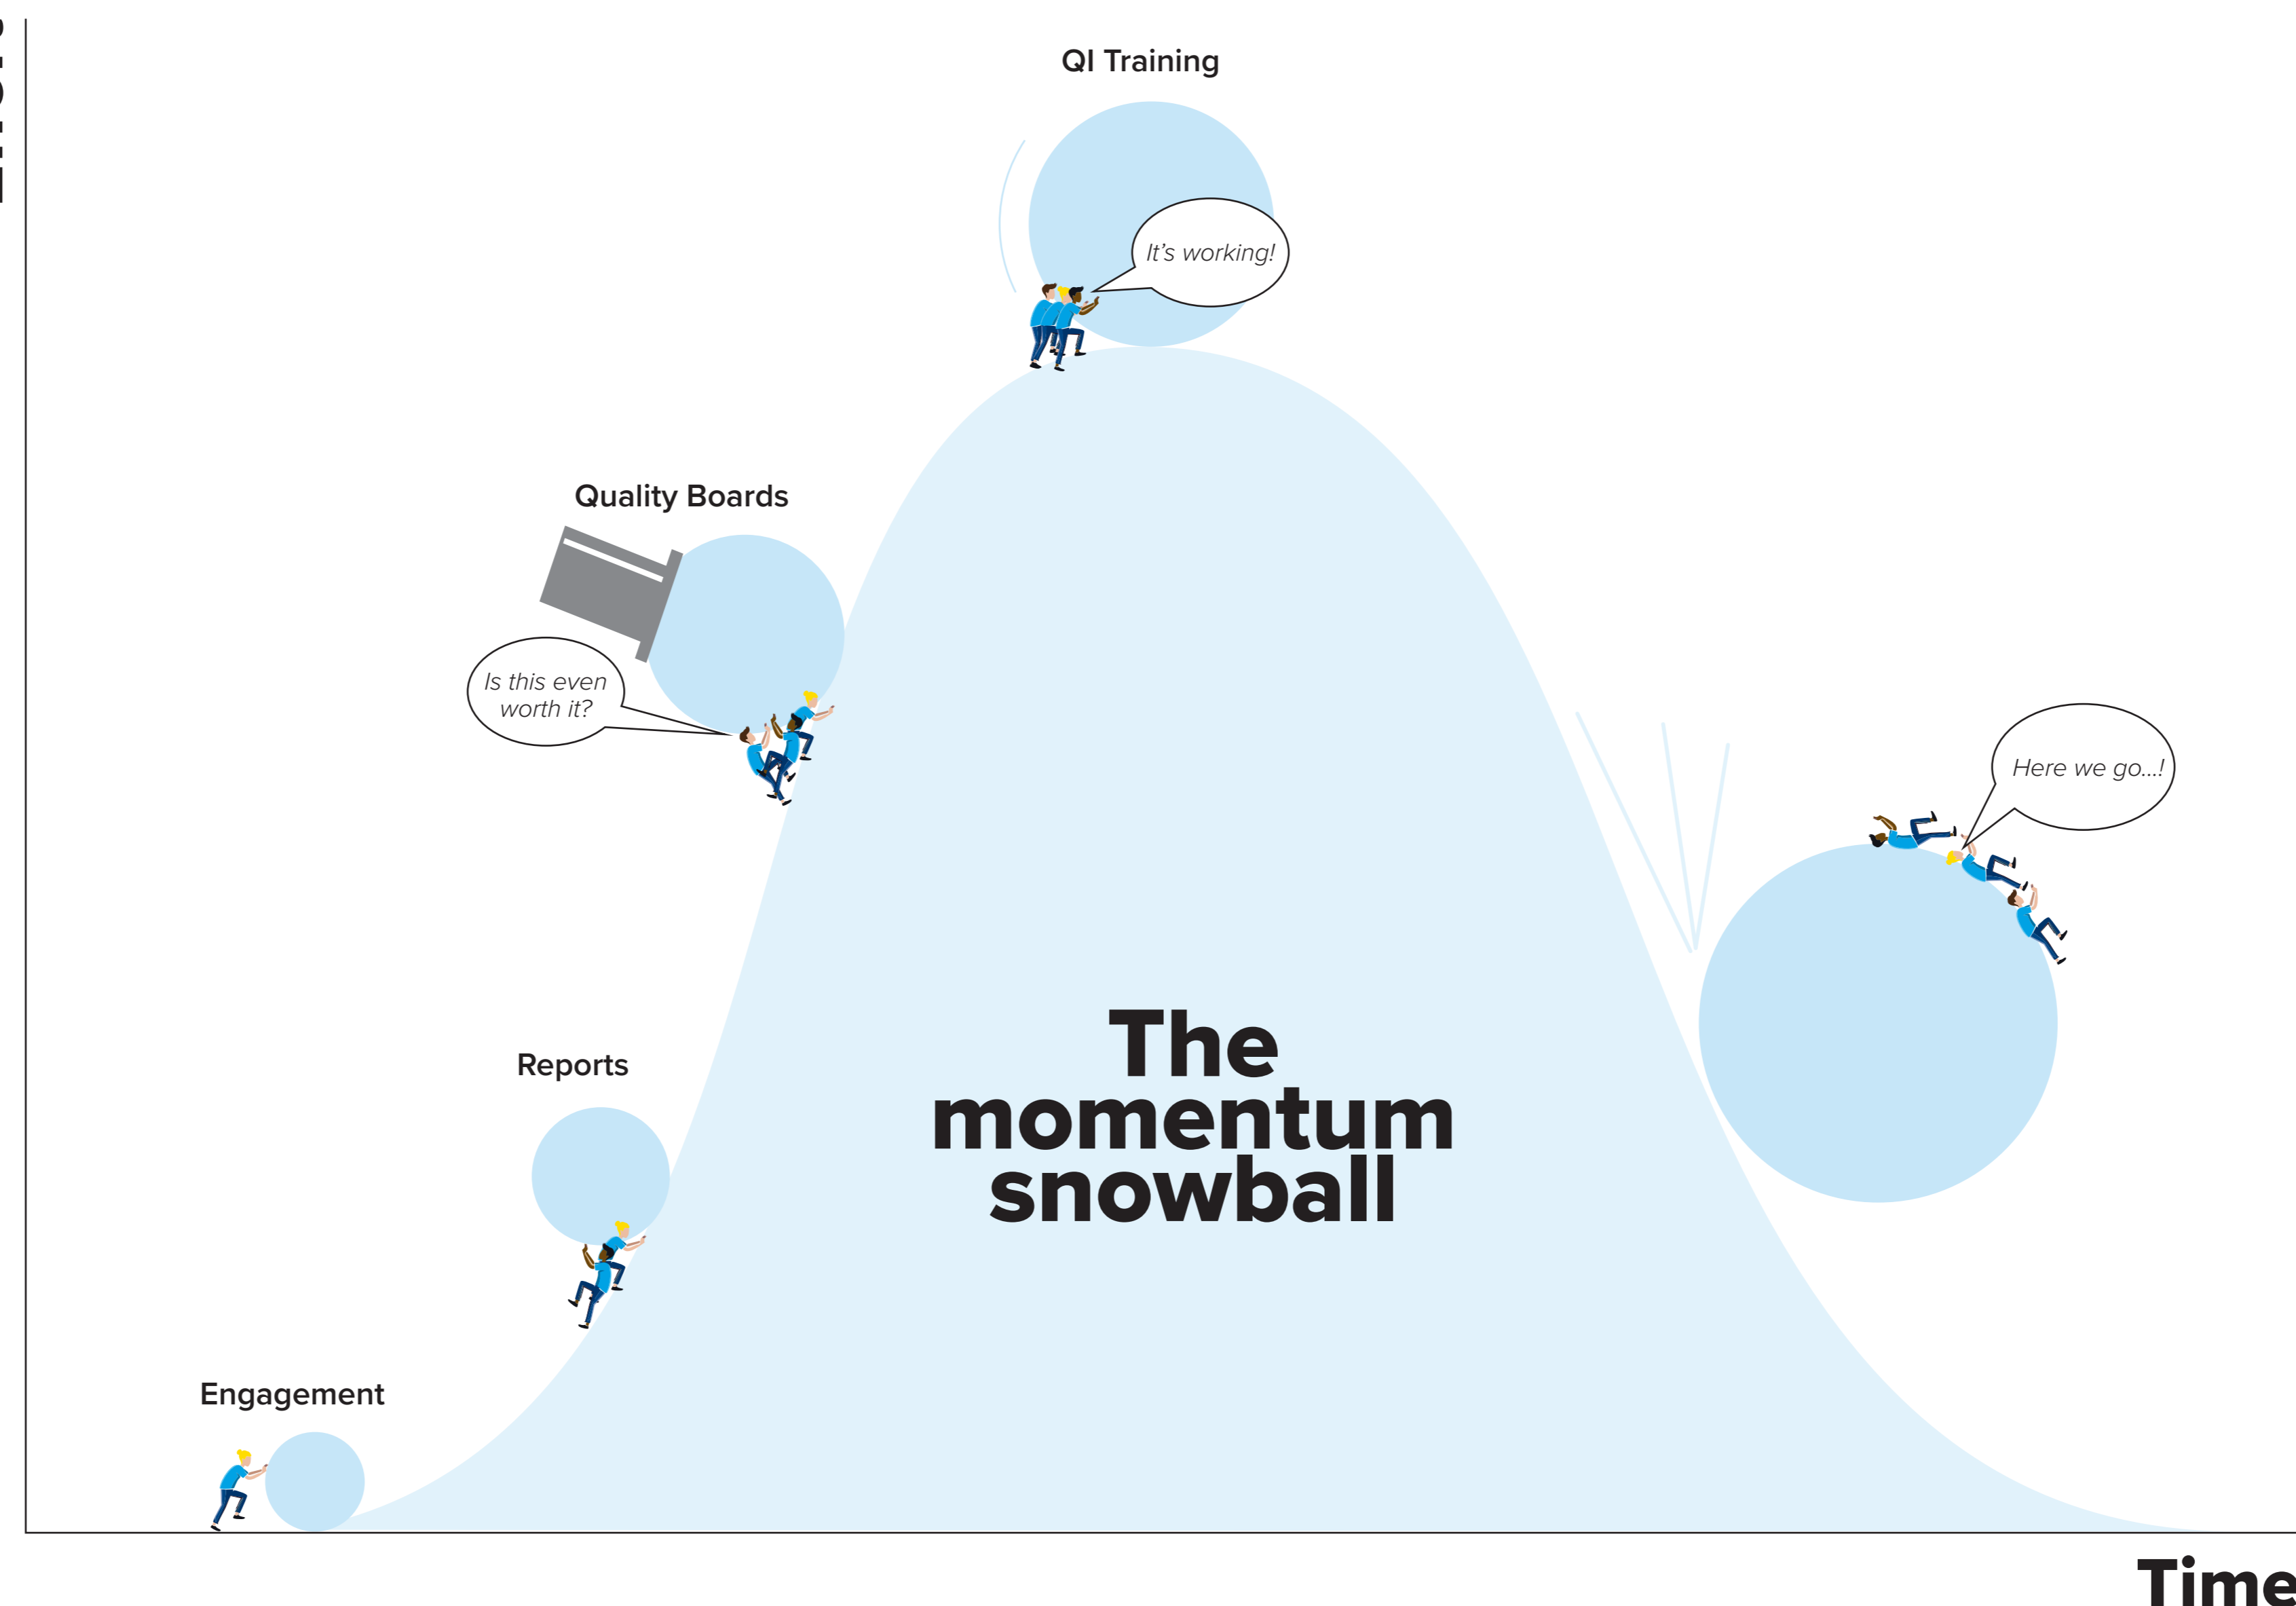 QI Training
It's working!
Quality Boards
Is this even
worth it?
Here we go...!
Reports
The
momentum
snowball
Engagement
Time